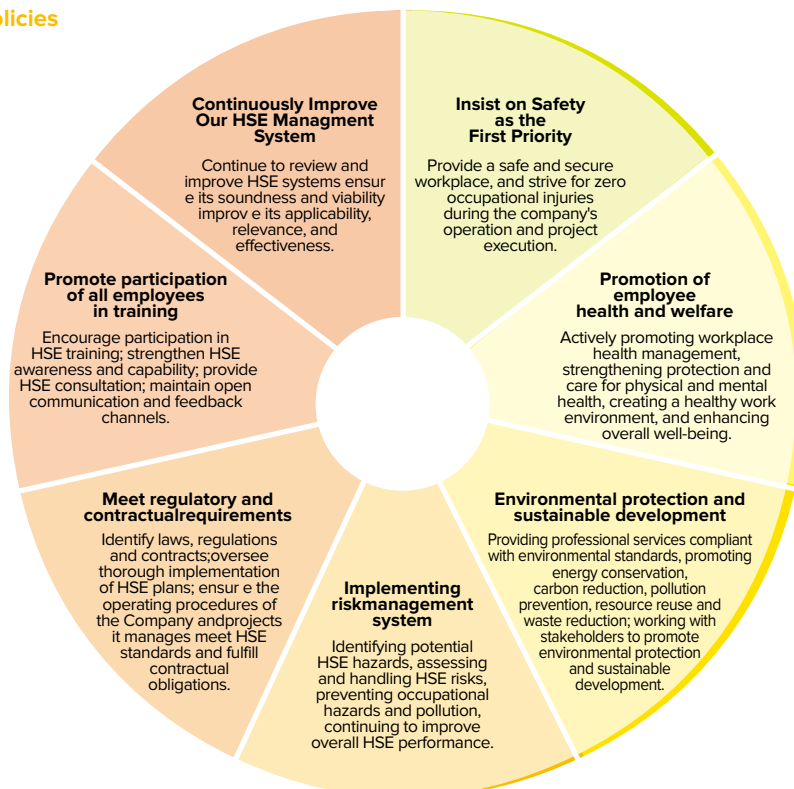 olicies
Insist on Safety
as the
First Priority
Provide a safe and secure
workplace, and strive for zero
occupational injuries
during the company's
operation and project
execution.
Promotion of
employee
health and welfare
Actively promoting workplace
health management,
strengthening protection and
care for physical and mental
health, creating a healthy work
environment, and enhancing
overall well-being.
Environmental protection and
sustainable development
Providing professional services compliant
with environmental standards, promoting
energy conservation,
carbon reduction, pollution
prevention, resource reuse and
waste reduction; working with
stakeholders to promote
environmental protection
and sustainable
development.
Implementing
riskmanagement
system
Identifying potential
HSE hazards, assessing
and handling HSE risks,
preventing occupational
hazards and pollution,
continuing to improve
overall HSE performance.
Meet regulatory and
contractualrequirements
Identify laws, regulations
and contracts;oversee
thorough implementation
of HSE plans; ensur e the
operating procedures of
the Company andprojects
it manages meet HSE
standards and fulfill
contractual
obligations.
Promote participation
of all employees
in training
Encourage participation in
HSE training; strengthen HSE
awareness and capability; provide
HSE consultation; maintain open
communication and feedback
channels.
Continuously Improve
Our HSE Managment
System
Continue to review and
improve HSE systems ensur
e its soundness and viability
improv e its applicability,
relevance, and
effectiveness.